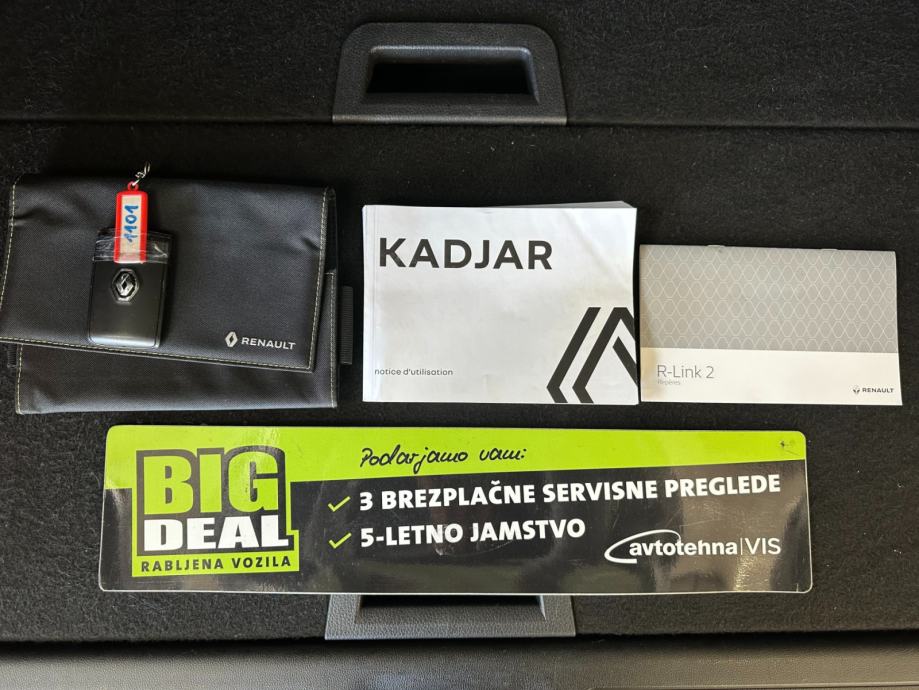 1101
RENAULT
KADJAR
notice d'utilisation
R-Link 2
Repères
RENAULT
BIG
DEAL
RABLJENA VOZILA
Podarjamo vam:
3 BREZPLAČNE SERVISNE PREGLEDE
5-LETNO JAMSTVO
avtotehna|VIS